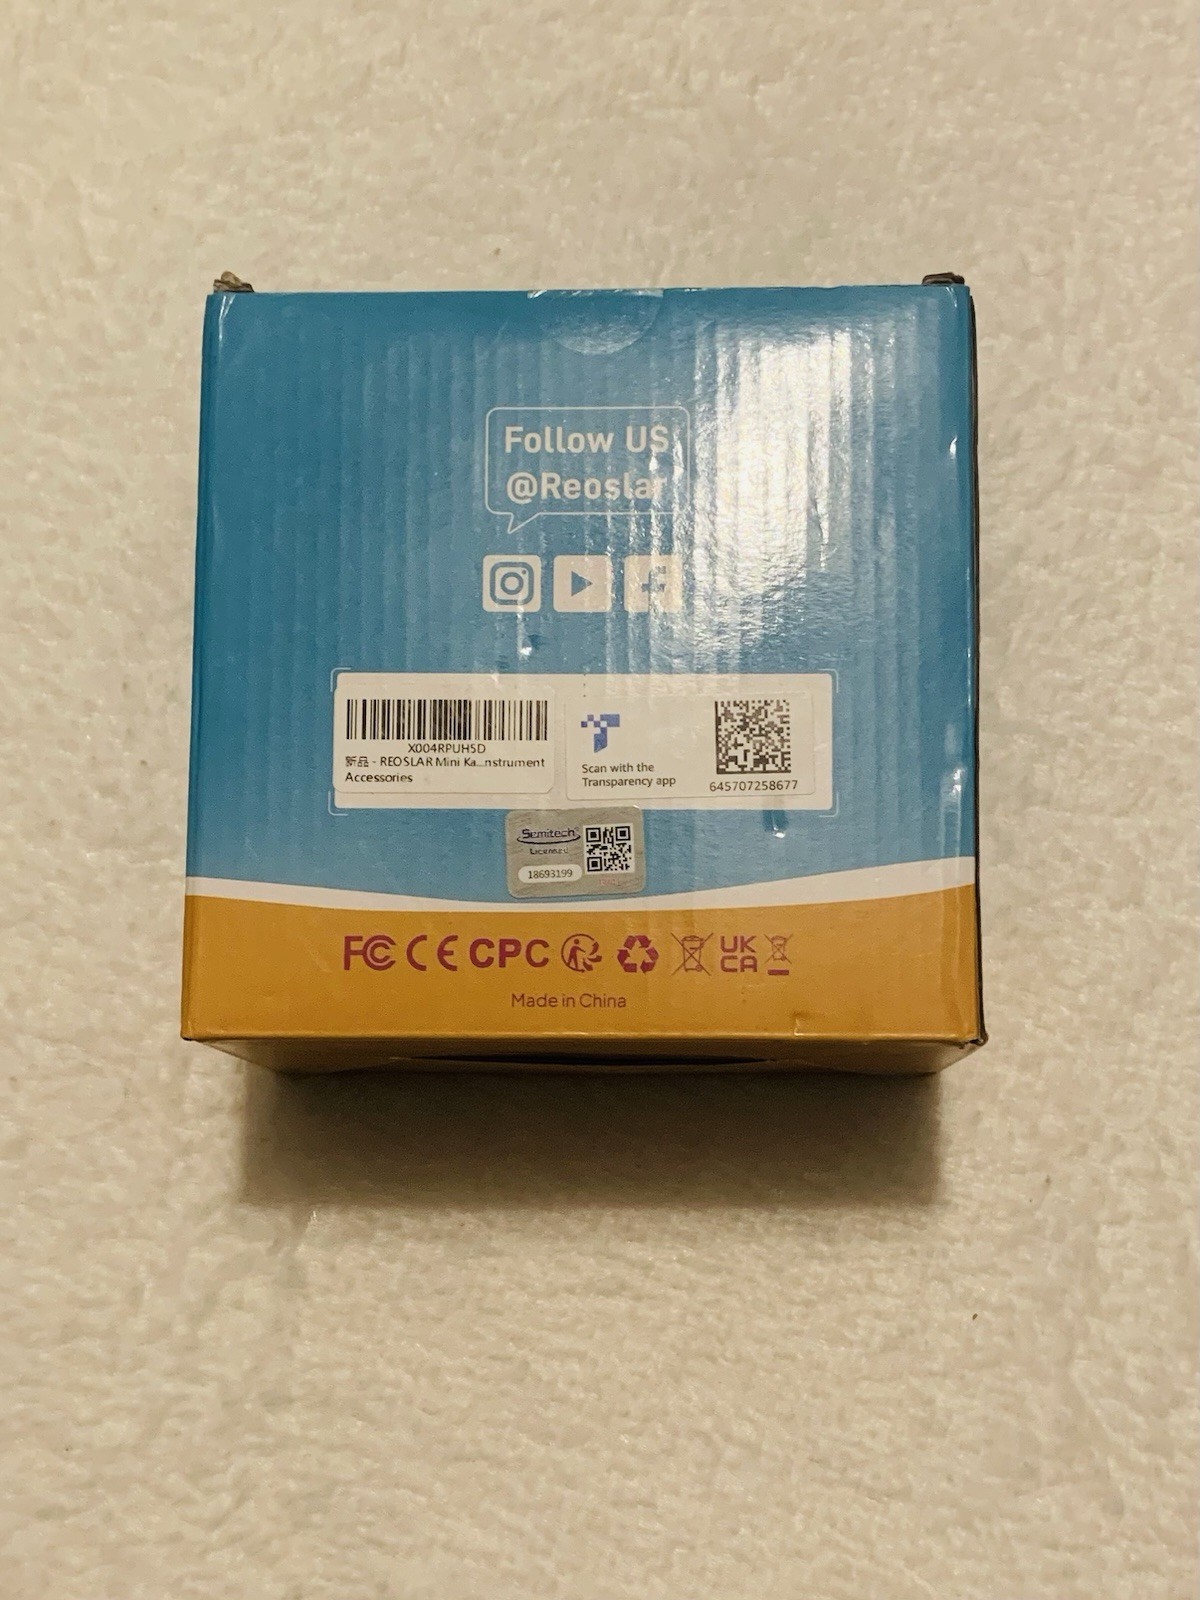 Follow US
@Reoslar
X004RPUH5D
新品 - REOSLAR Mini Ka...nstrument
Accessories
Scan with the
Transparency app
645707258677
Semitech
Licensed
18693199
FC CE CPC UK
CA
Made in China